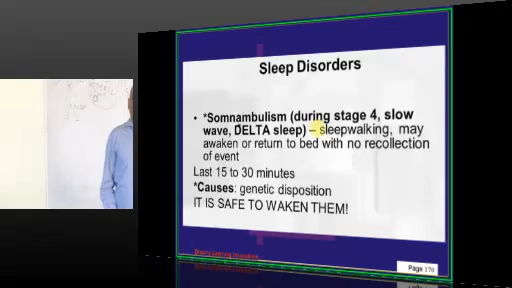 Sleep Disorders
• *Somnambulism (during stage 4, slow
wave, DELTA sleep) – sleepwalking, may
awaken or return to bed with no recollection
of event
Last 15 to 30 minutes
*Causes: genetic disposition
IT IS SAFE TO WAKEN THEM!
Page 170